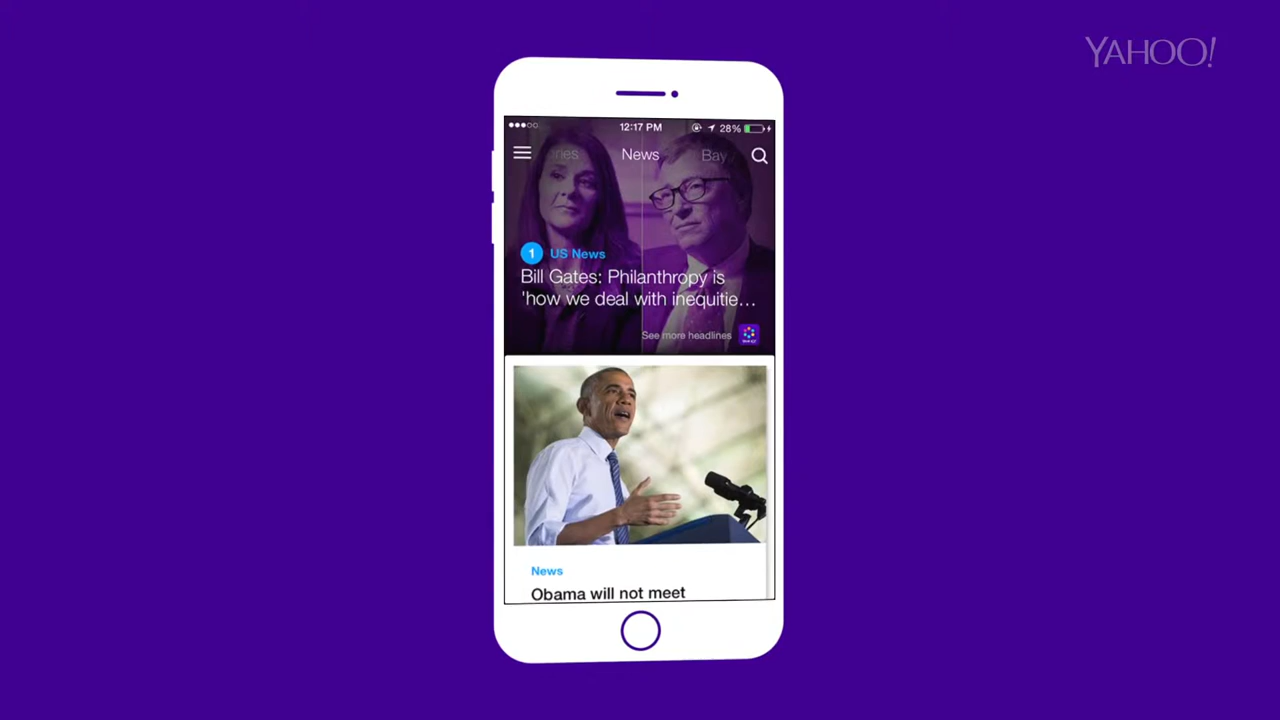 YAHOO!
12:17 PM
28%
ries
News
Bay
1
US News
Bill Gates: Philanthropy is
'how we deal with inequitie…
See more headlines
News
Obama will not meet